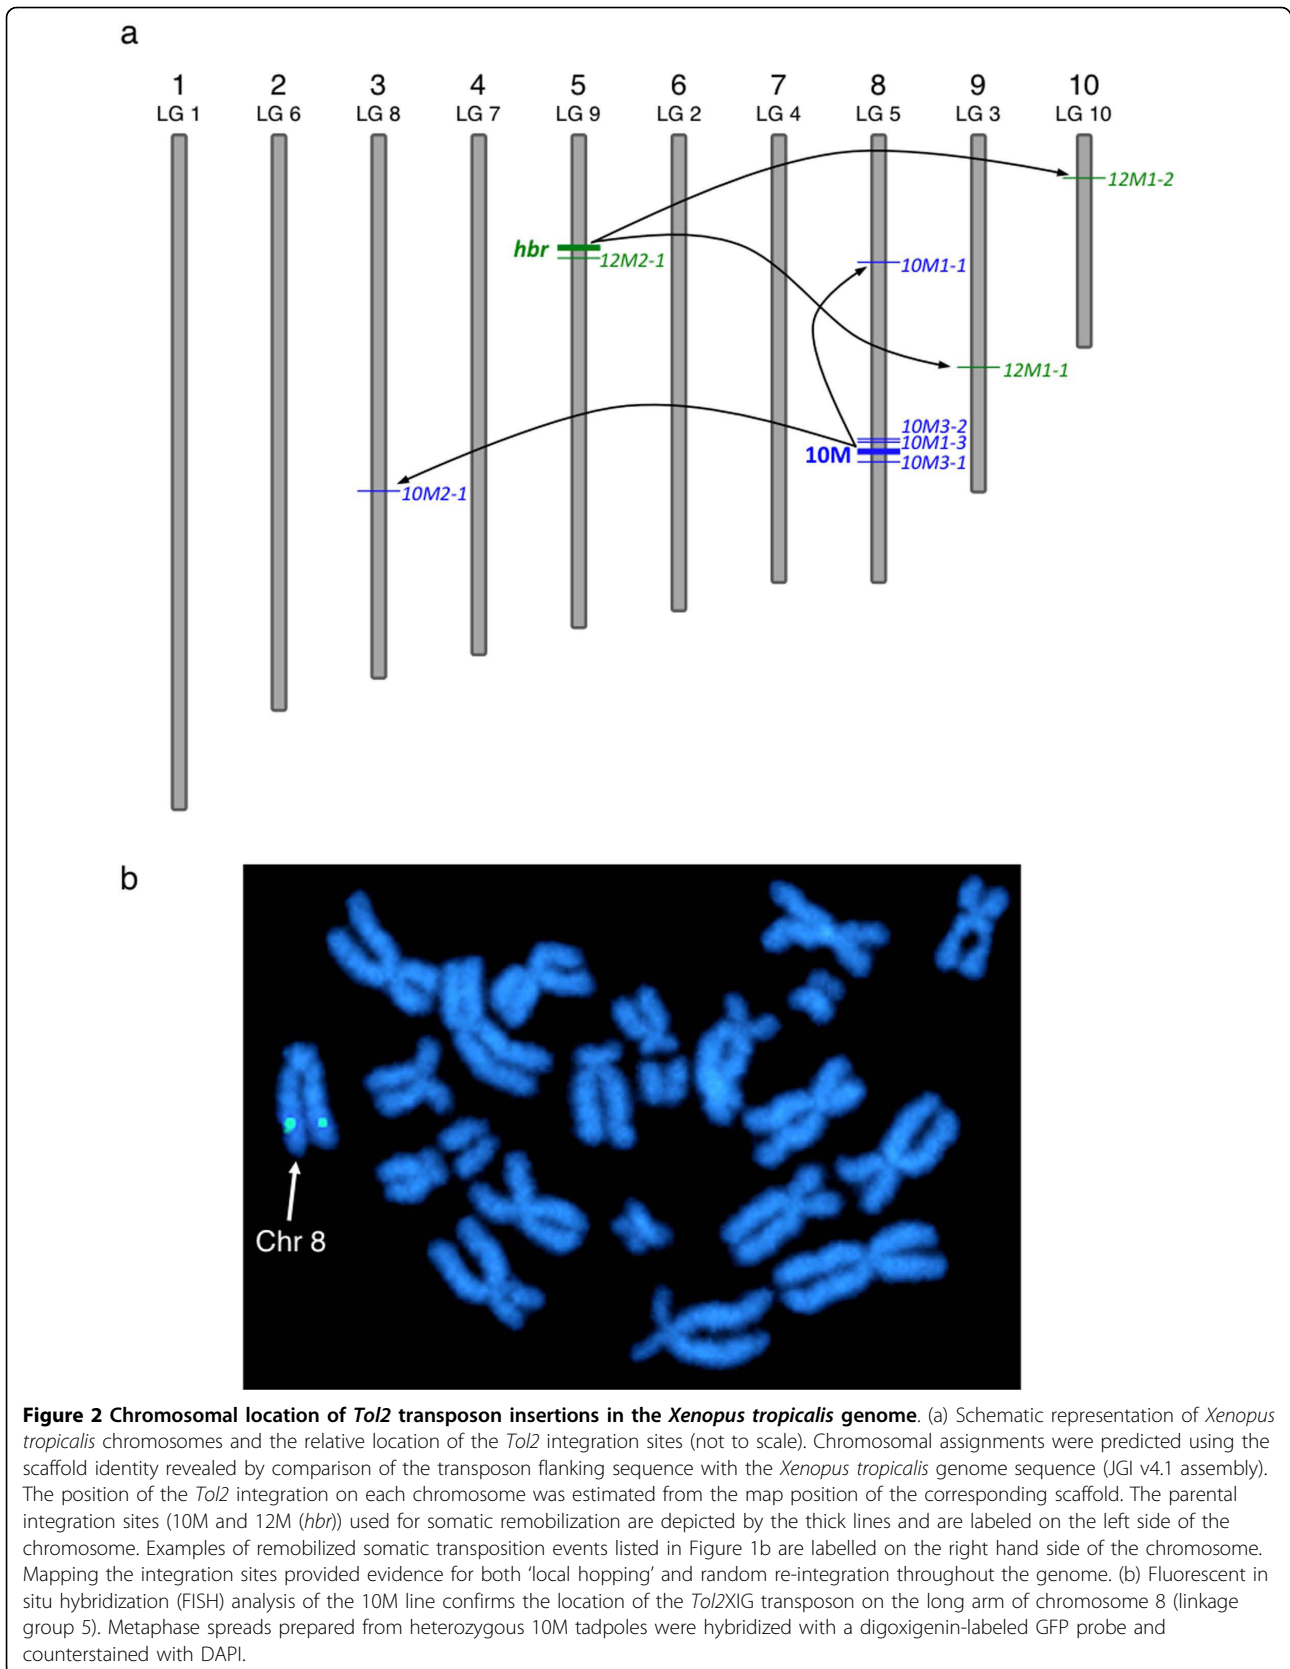 a
1 2 3 4 5 6 7 8 9 10
LG 1 LG 6 LG 8 LG 7 LG 9 LG 2 LG 4 LG 5 LG 3 LG 10
12M1-2
hbr
12M2-1
10M1-1
12M1-1
10M3-2
10M1-3
10M
10M3-1
10M2-1
b
Chr 8
Figure 2 Chromosomal location of Tol2 transposon insertions in the Xenopus tropicalis genome. (a) Schematic representation of Xenopus
tropicalis chromosomes and the relative location of the Tol2 integration sites (not to scale). Chromosomal assignments were predicted using the
scaffold identity revealed by comparison of the transposon flanking sequence with the Xenopus tropicalis genome sequence (JGI v4.1 assembly).
The position of the Tol2 integration on each chromosome was estimated from the map position of the corresponding scaffold. The parental
integration sites (10M and 12M (hbr)) used for somatic remobilization are depicted by the thick lines and are labeled on the left side of the
chromosome. Examples of remobilized somatic transposition events listed in Figure 1b are labelled on the right hand side of the chromosome.
Mapping the integration sites provided evidence for both ‘local hopping’ and random re-integration throughout the genome. (b) Fluorescent in
situ hybridization (FISH) analysis of the 10M line confirms the location of the Tol2XIG transposon on the long arm of chromosome 8 (linkage
group 5). Metaphase spreads prepared from heterozygous 10M tadpoles were hybridized with a digoxigenin-labeled GFP probe and
counterstained with DAPI.